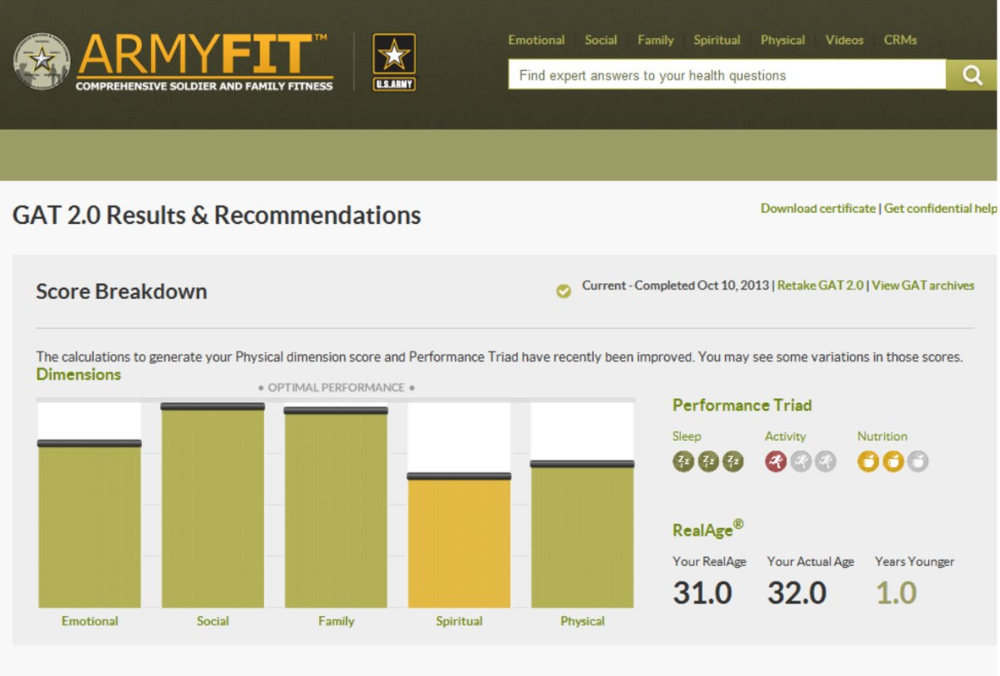 ARMYFIT™
COMPREHENSIVE SOLDIER AND FAMILY FITNESS
U.S.ARMY
Emotional Social Family Spiritual Physical Videos CRMs
Find expert answers to your health questions
GAT 2.0 Results & Recommendations
Download certificate | Get confidential help
Score Breakdown
Current - Completed Oct 10, 2013 | Retake GAT 2.0 | View GAT archives
The calculations to generate your Physical dimension score and Performance Triad have recently been improved. You may see some variations in those scores.
Dimensions
• OPTIMAL PERFORMANCE •
Emotional Social Family Spiritual Physical
Performance Triad
Sleep Activity Nutrition
RealAge®
Your RealAge Your Actual Age Years Younger
31.0 32.0 1.0